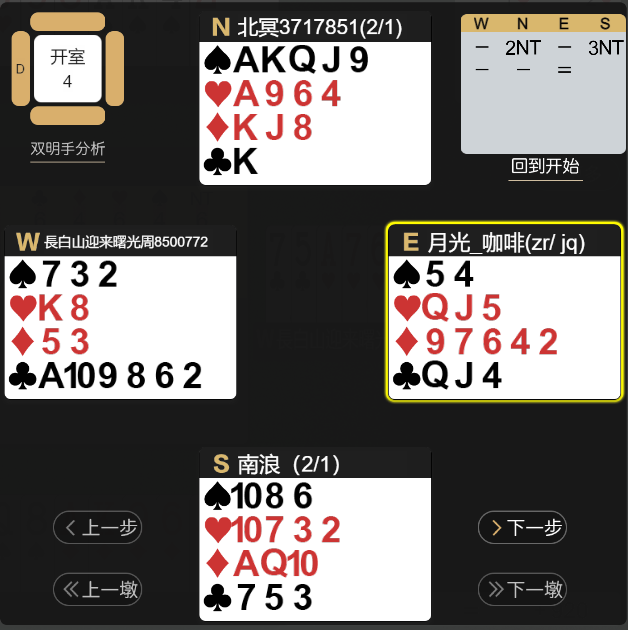 D
开室
4
双明手分析
N 北冥3717851(2/1)
♠AKQJ9
♥A964
♦KJ8
♣K
W N E S
– 2NT – 3NT
– – =
回到开始
W 長白山迎来曙光周8500772
♠732
♥K8
♦53
♣A109862
E 月光_咖啡(zr/ jq)
♠54
♥QJ5
♦97642
♣QJ4
S 南浪（2/1）
♠1086
♥10732
♦AQ10
♣753
< 上一步
《 上一墩
> 下一步
》 下一墩